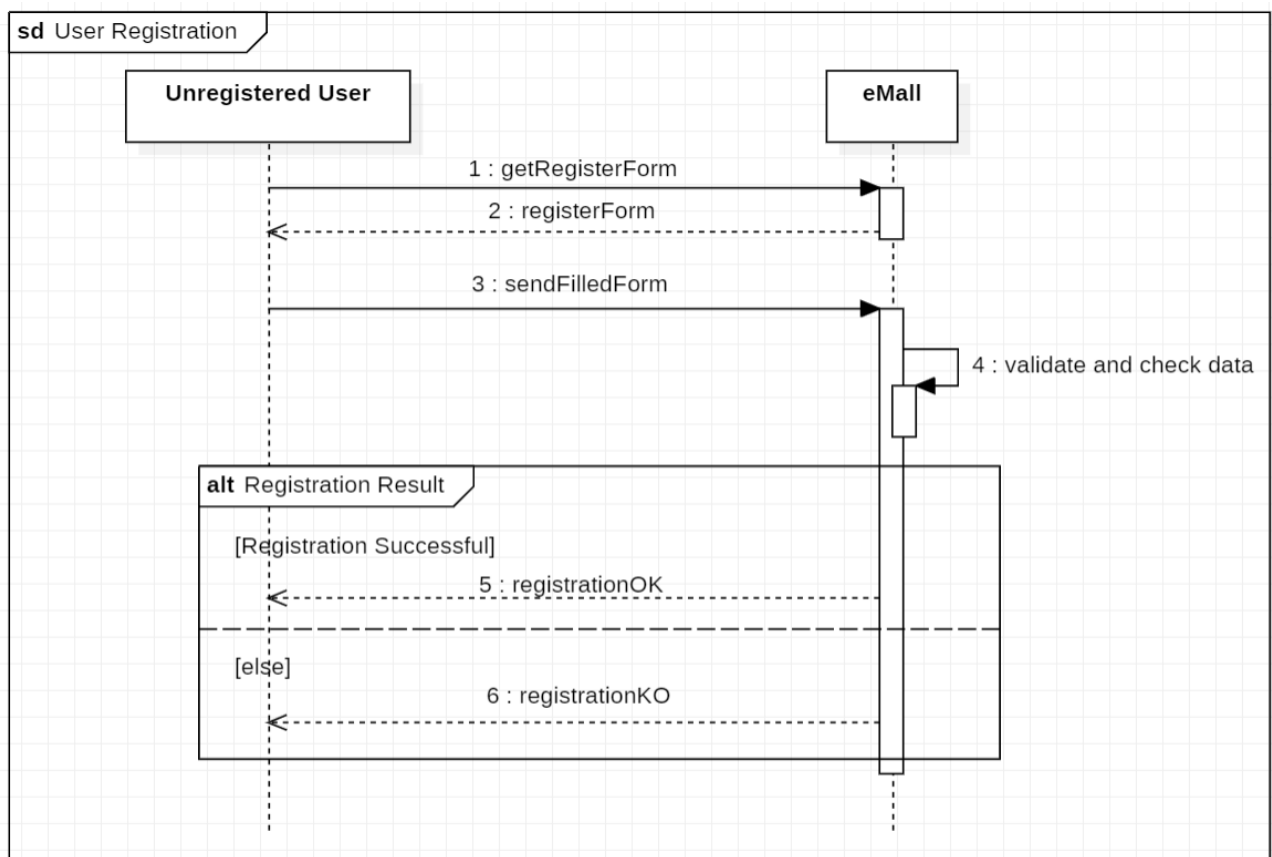 sd User Registration
Unregistered User
eMall
1 : getRegisterForm
2 : registerForm
3 : sendFilledForm
4 : validate and check data
alt Registration Result
[Registration Successful]
5 : registrationOK
[else]
6 : registrationKO